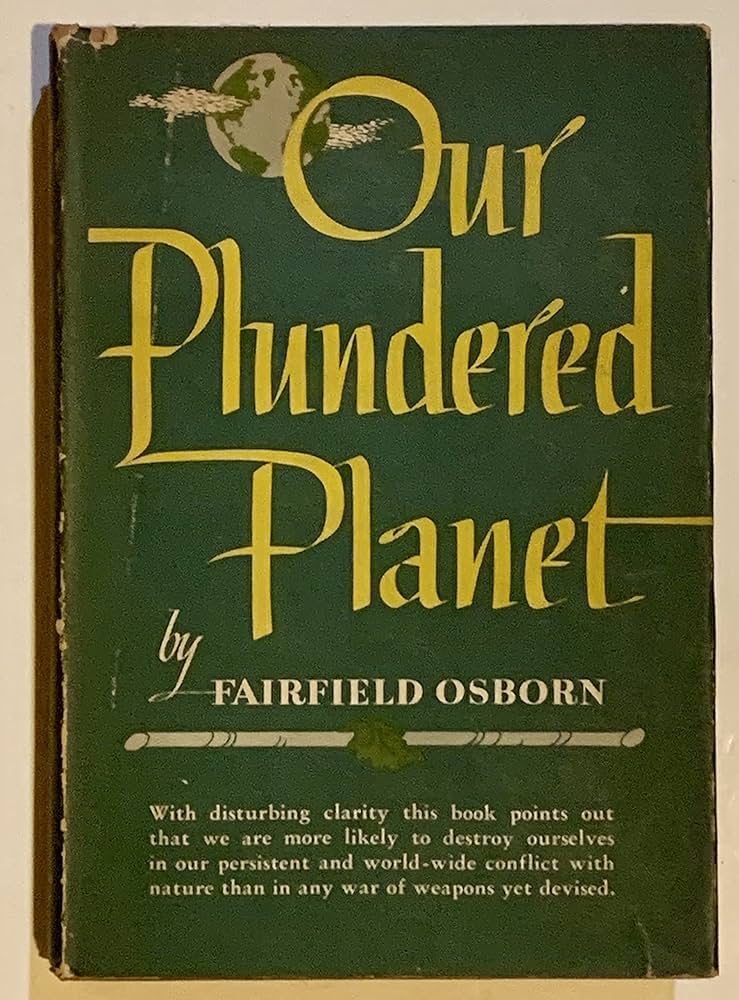 Our
Plundered
Planet
by
FAIRFIELD OSBORN
With disturbing clarity this book points out
that we are more likely to destroy ourselves
in our persistent and world-wide conflict with
nature than in any war of weapons yet devised.